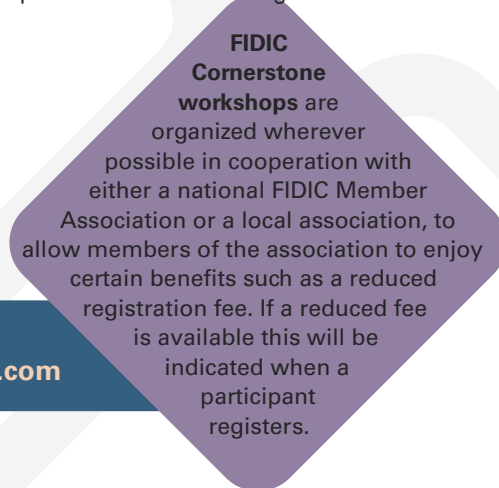 FIDIC
Cornerstone
workshops are
organized wherever
possible in cooperation with
either a national FIDIC Member
Association or a local association, to
allow members of the association to enjoy
certain benefits such as a reduced
registration fee. If a reduced fee
is available this will be
indicated when a
participant
registers.
.com